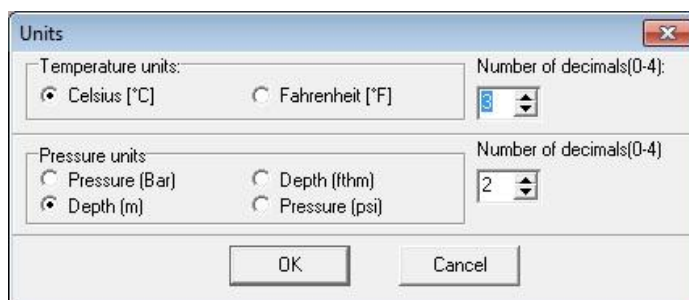 Units
Temperature units:
Celsius [°C]
Fahrenheit [°F]
Number of decimals(0-4):
3
Pressure units
Pressure (Bar)
Depth (fthm)
Depth (m)
Pressure (psi)
Number of decimals(0-4)
2
OK
Cancel